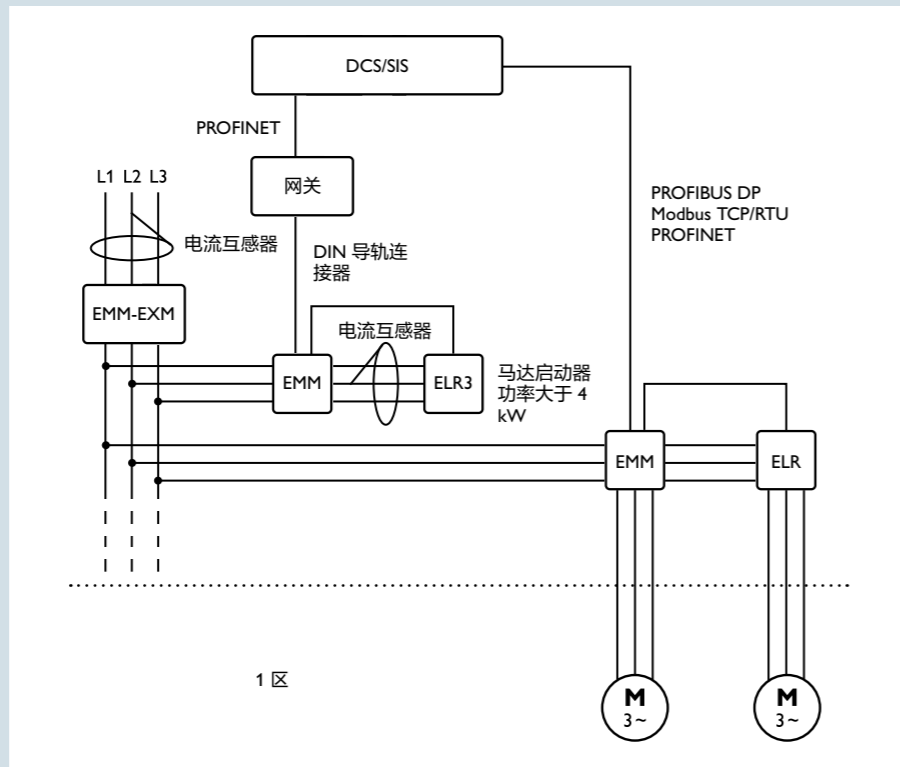 DCS/SIS
PROFINET
网关
L1 L2 L3
电流互感器
DIN 导轨连
接器
PROFIBUS DP
Modbus TCP/RTU
PROFINET
EMM-EXM
电流互感器
EMM
ELR3
马达启动器
功率大于 4
kW
EMM
ELR
1 区
M
3~
M
3~